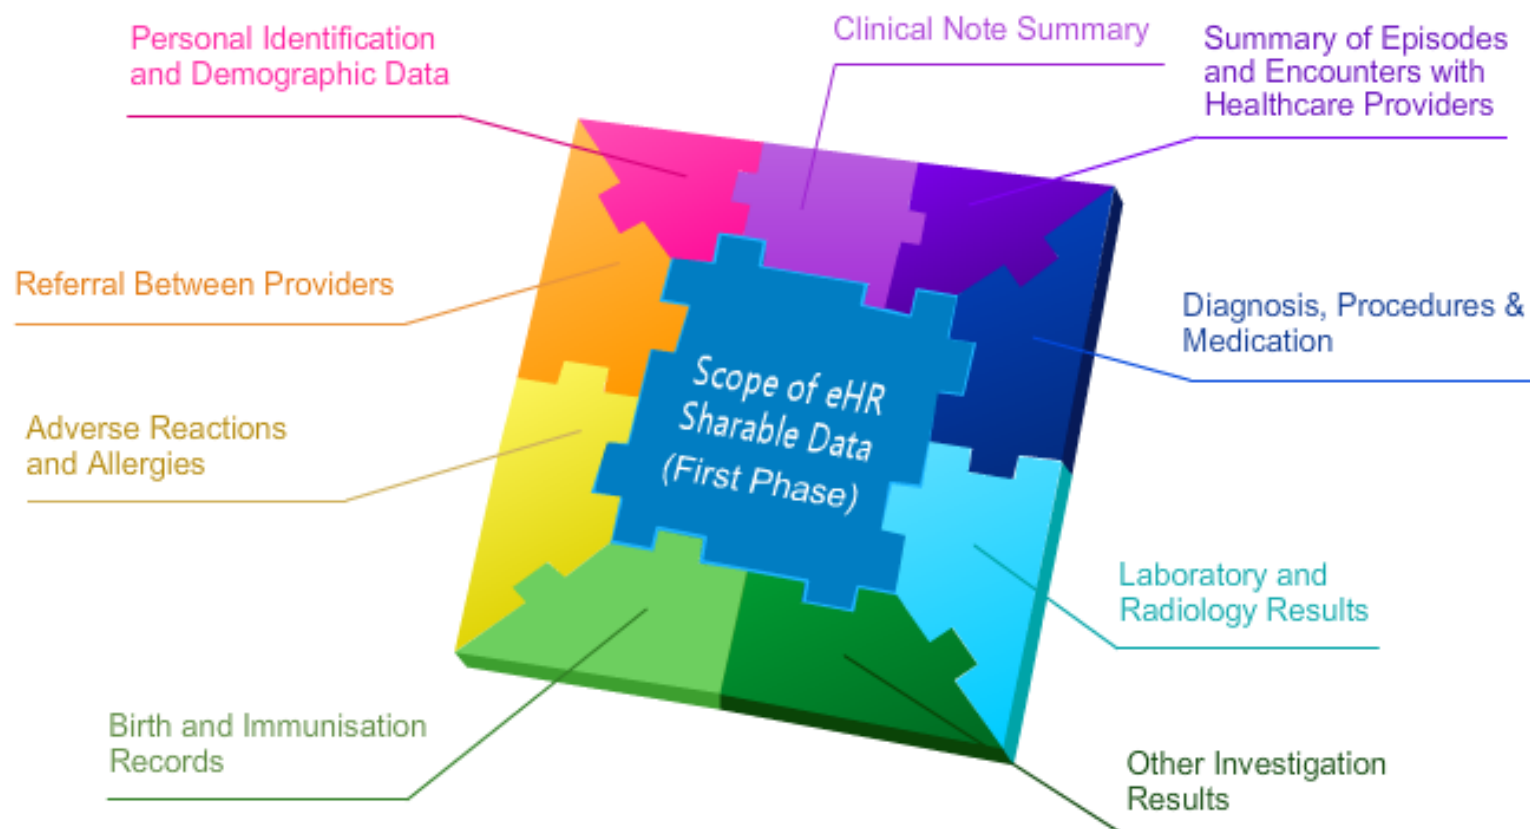 Personal Identification
and Demographic Data
Clinical Note Summary
Summary of Episodes
and Encounters with
Healthcare Providers
Referral Between Providers
Diagnosis, Procedures &
Medication
Scope of eHR
Sharable Data
(First Phase)
Adverse Reactions
and Allergies
Laboratory and
Radiology Results
Birth and Immunisation
Records
Other Investigation
Results